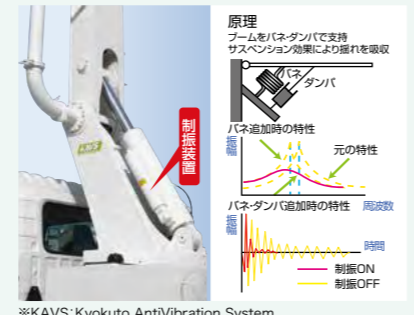 KAVS
制振装置
原理
ブームをバネ・ダンパで支持
サスペンション効果により揺れを吸収
バネ
ダンパ
バネ追加時の特性
振幅
元の特性
バネ・ダンパ追加時の特性
周波数
振幅
時間
制振ON
制振OFF
※KAVS：Kyokuto AntiVibration System